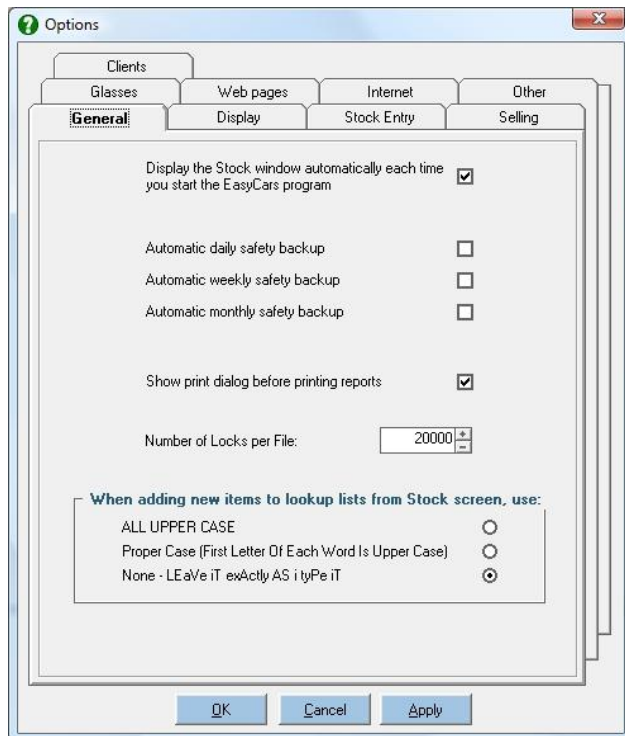 Options
Clients
Glasses
Web pages
Internet
Other
General
Display
Stock Entry
Selling
Display the Stock window automatically each time
you start the EasyCars program
Automatic daily safety backup
Automatic weekly safety backup
Automatic monthly safety backup
Show print dialog before printing reports
Number of Locks per File: 20000
When adding new items to lookup lists from Stock screen, use:
ALL UPPER CASE
Proper Case (First Letter Of Each Word Is Upper Case)
None - LEaVe iT exActly AS i tyPe iT
OK
Cancel
Apply